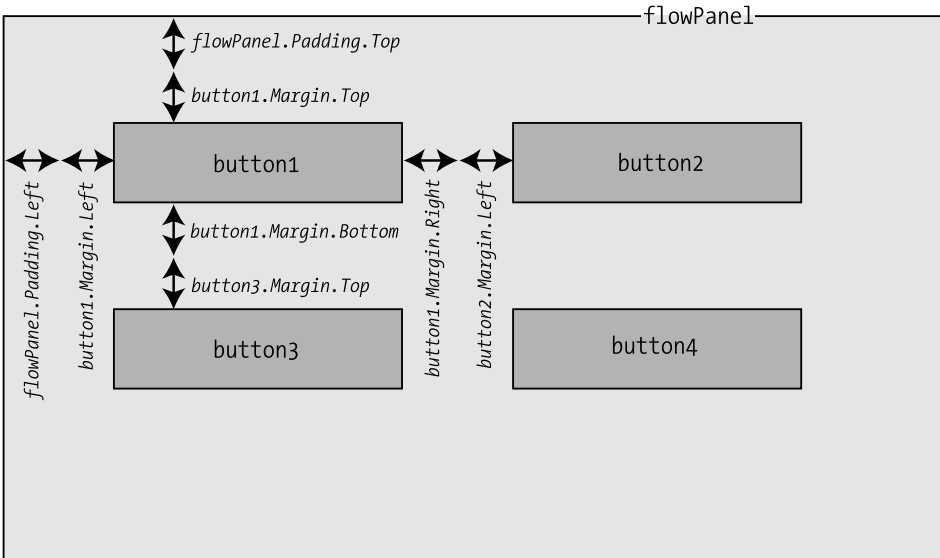 flowPanel
flowPanel.Padding.Top
button1.Margin.Top
button1
button2
flowPanel.Padding.Left
button1.Margin.Left
button1.Margin.Right
button2.Margin.Left
button1.Margin.Bottom
button3.Margin.Top
button3
button4